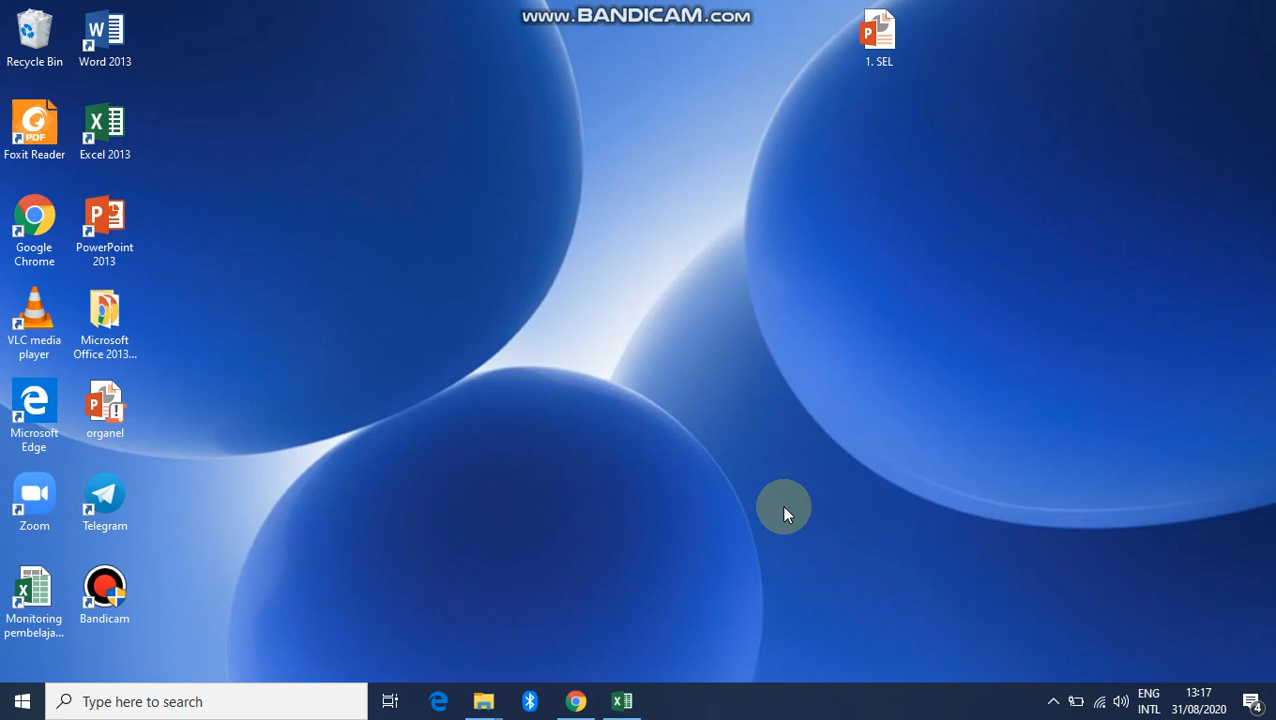 www.BANDICAM.com
Recycle Bin
Word 2013
1. SEL
Foxit Reader
PDF
Excel 2013
Google
Chrome
PowerPoint
2013
VLC media
player
Microsoft
Office 2013...
Microsoft
Edge
organel
Zoom
Telegram
Monitoring
pembelaja...
Bandicam
Type here to search
ENG
INTL
13:17
31/08/2020
4